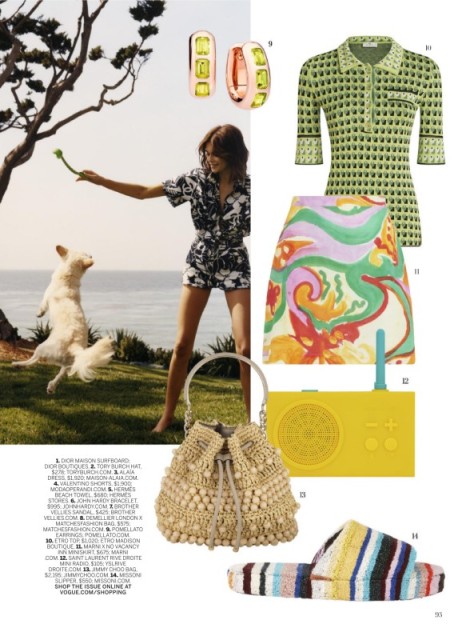 9
10
11
12
13
14
1. DIOR MAISON SURFBOARD,
DIOR BOUTIQUES. 2. TORY BURCH HAT,
$278; TORYBURCH.COM. 3. ALAÏA
DRESS, $1,920; MAISON-ALAIA.COM.
4. VALENTINO SHORTS, $1,900;
MODAOPERANDI.COM. 5. HERMÈS
BEACH TOWEL, $680; HERMÈS
STORES. 6. JOHN HARDY BRACELET,
$995; JOHNHARDY.COM. 7. BROTHER
VELLIES SANDAL, $625; BROTHER
VELLIES.COM. 8. DEMELLIER LONDON X
MATCHESFASHION BAG, $575;
MATCHESFASHION.COM. 9. POMELLATO
EARRINGS; POMELLATO.COM.
10. ETRO TOP, $1,020; ETRO MADISON
BOUTIQUE. 11. MARNI X NO VACANCY
INN MINISKIRT, $675; MARNI
.COM. 12. SAINT LAURENT RIVE DROITE
MINI RADIO, $105; YSLRIVE
DROITE.COM. 13. JIMMY CHOO BAG,
$2,195; JIMMYCHOO.COM. 14. MISSONI
SLIPPER, $550; MISSONI.COM.
SHOP THE ISSUE ONLINE AT
VOGUE.COM/SHOPPING
93